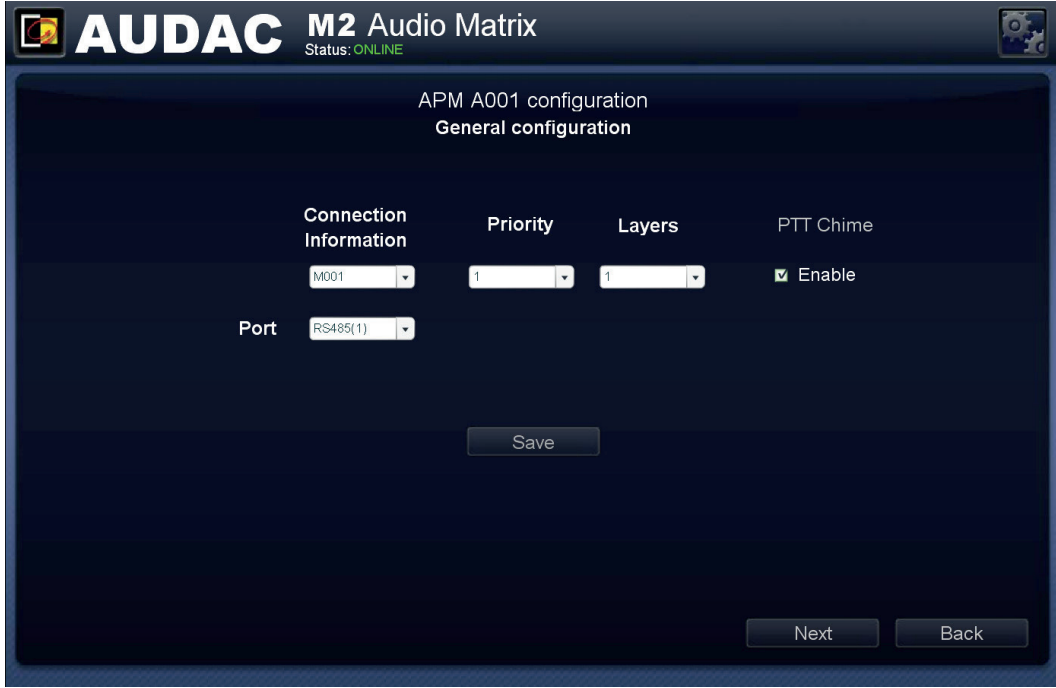 AUDAC M2 Audio Matrix
Status: ONLINE
APM A001 configuration
General configuration
Connection
Information
Priority
Layers
PTT Chime
M001
1
1
Enable
Port
RS485(1)
Save
Next
Back